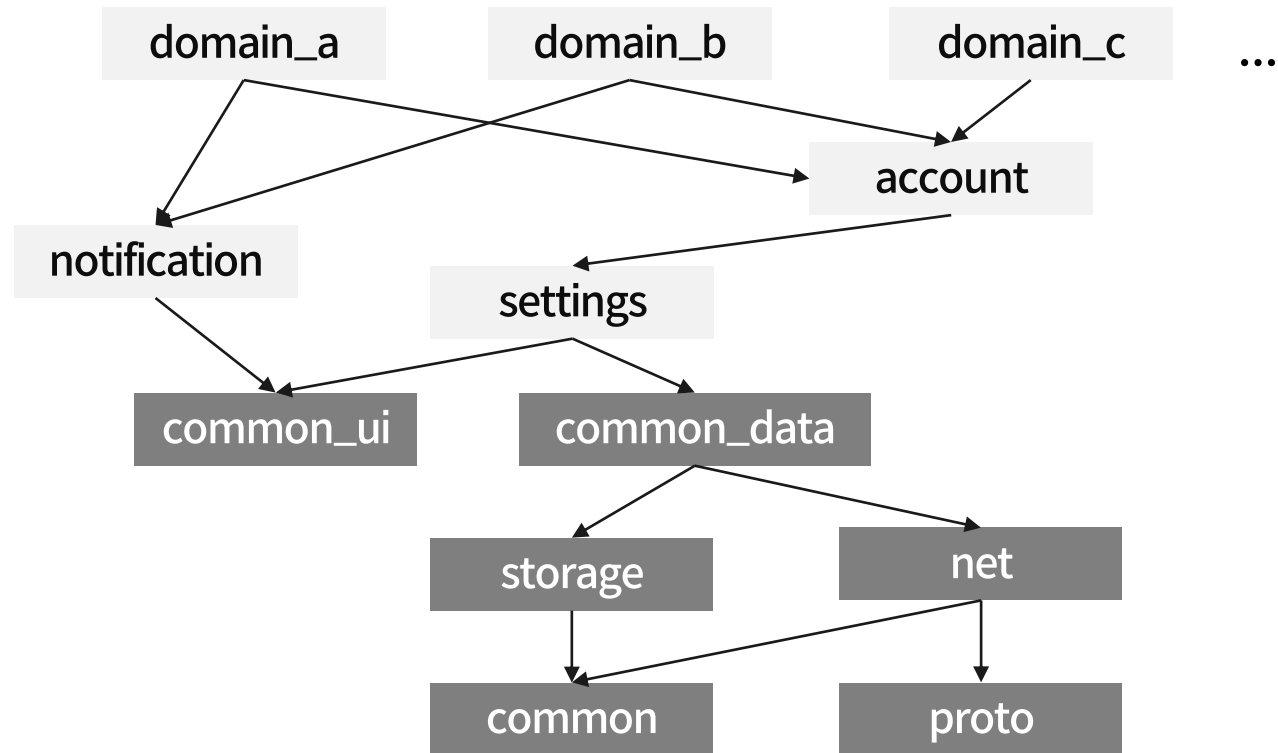 domain_a
domain_b
domain_c
...
account
notification
settings
common_ui
common_data
storage
net
common
proto